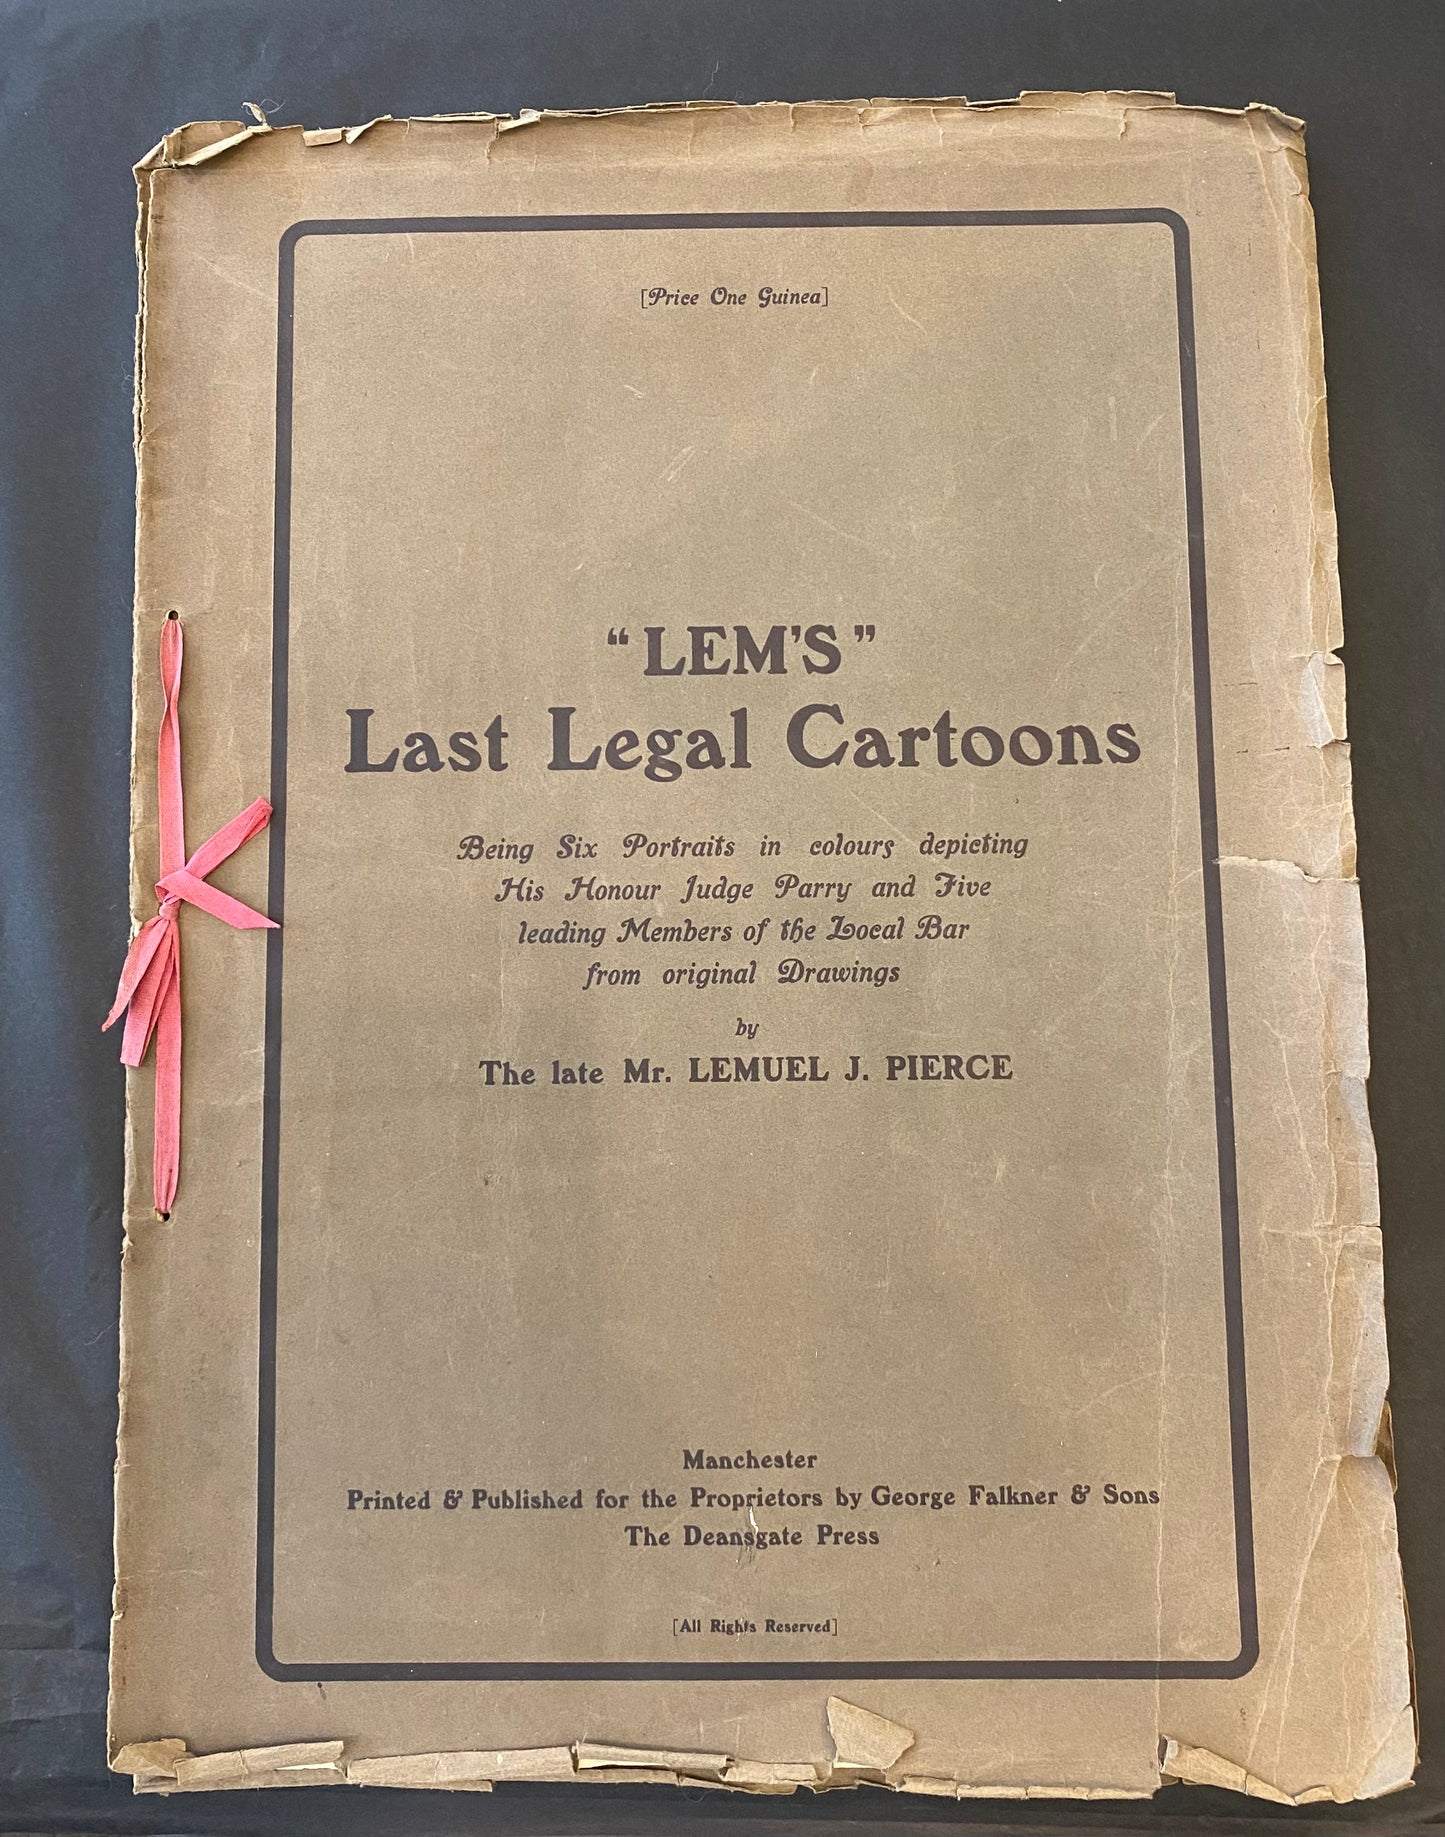 [Price One Guinea]
“LEM’S”
Last Legal Cartoons
Being Six Portraits in colours depicting
His Honour Judge Parry and Five
leading Members of the Local Bar
from original Drawings
by
The late Mr. LEMUEL J. PIERCE
Manchester
Printed & Published for the Proprietors by George Falkner & Sons
The Deansgate Press
[All Rights Reserved]